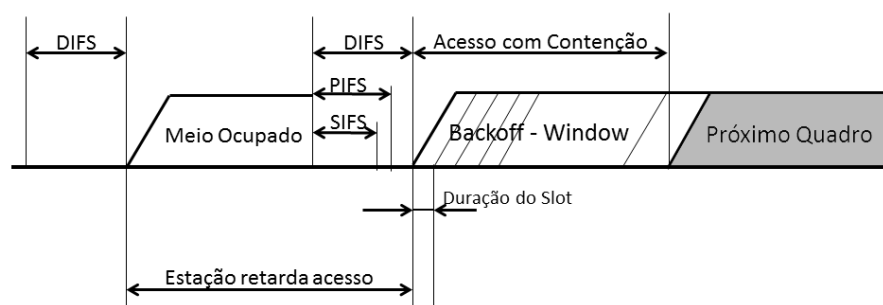 DIFS
DIFS
Acesso com Contenção
PIFS
SIFS
Meio Ocupado
Backoff - Window
Próximo Quadro
Duração do Slot
Estação retarda acesso